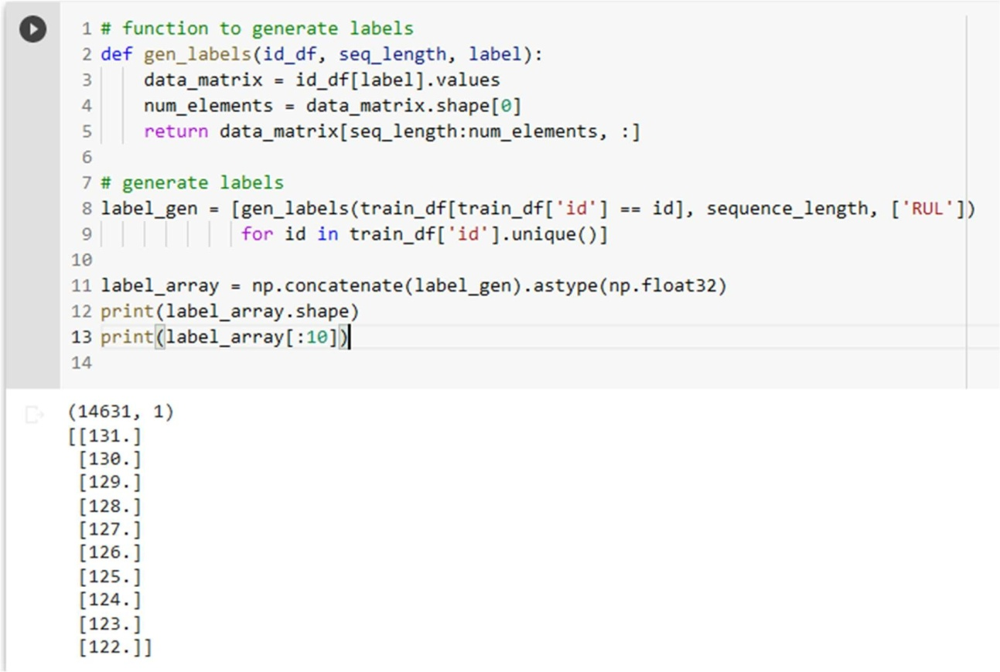 1 # function to generate labels
2 def gen_labels(id_df, seq_length, label):
3     data_matrix = id_df[label].values
4     num_elements = data_matrix.shape[0]
5     return data_matrix[seq_length:num_elements, :]
6
7 # generate labels
8 label_gen = [gen_labels(train_df[train_df['id'] == id], sequence_length, ['RUL'])
9              for id in train_df['id'].unique()]
10
11 label_array = np.concatenate(label_gen).astype(np.float32)
12 print(label_array.shape)
13 print(label_array[:10])
14
(14631, 1)
[[131.]
 [130.]
 [129.]
 [128.]
 [127.]
 [126.]
 [125.]
 [124.]
 [123.]
 [122.]]